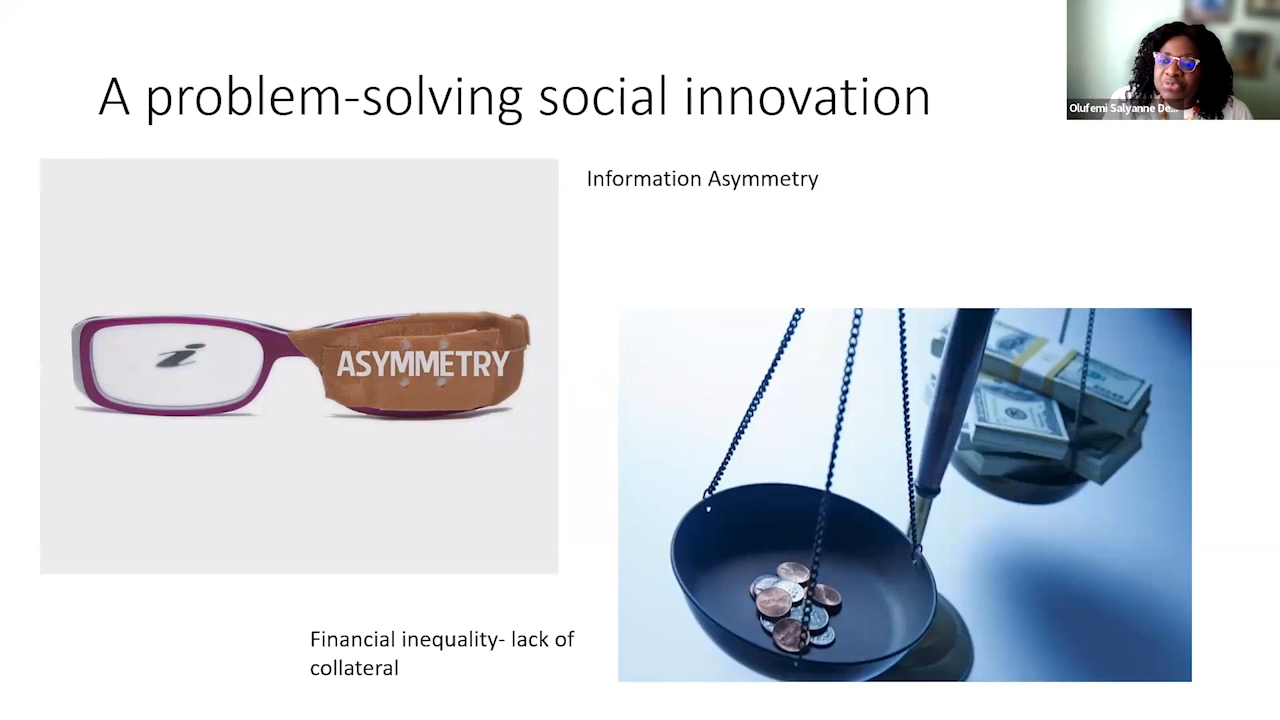 A problem-solving social innovation
Olufemi Salyanne De...
Information Asymmetry
i
ASYMMETRY
Financial inequality- lack of
collateral